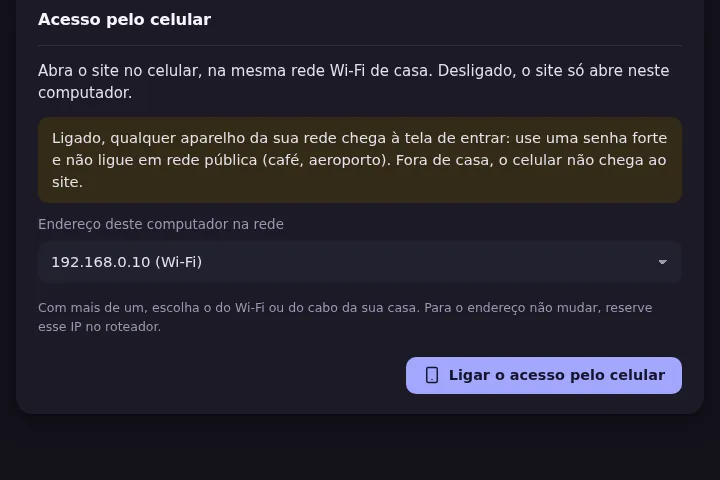 Acesso pelo celular
Abra o site no celular, na mesma rede Wi-Fi de casa. Desligado, o site só abre neste
computador.
Ligado, qualquer aparelho da sua rede chega à tela de entrar: use uma senha forte
e não ligue em rede pública (café, aeroporto). Fora de casa, o celular não chega ao
site.
Endereço deste computador na rede
192.168.0.10 (Wi-Fi)
Com mais de um, escolha o do Wi-Fi ou do cabo da sua casa. Para o endereço não mudar, reserve
esse IP no roteador.
Ligar o acesso pelo celular